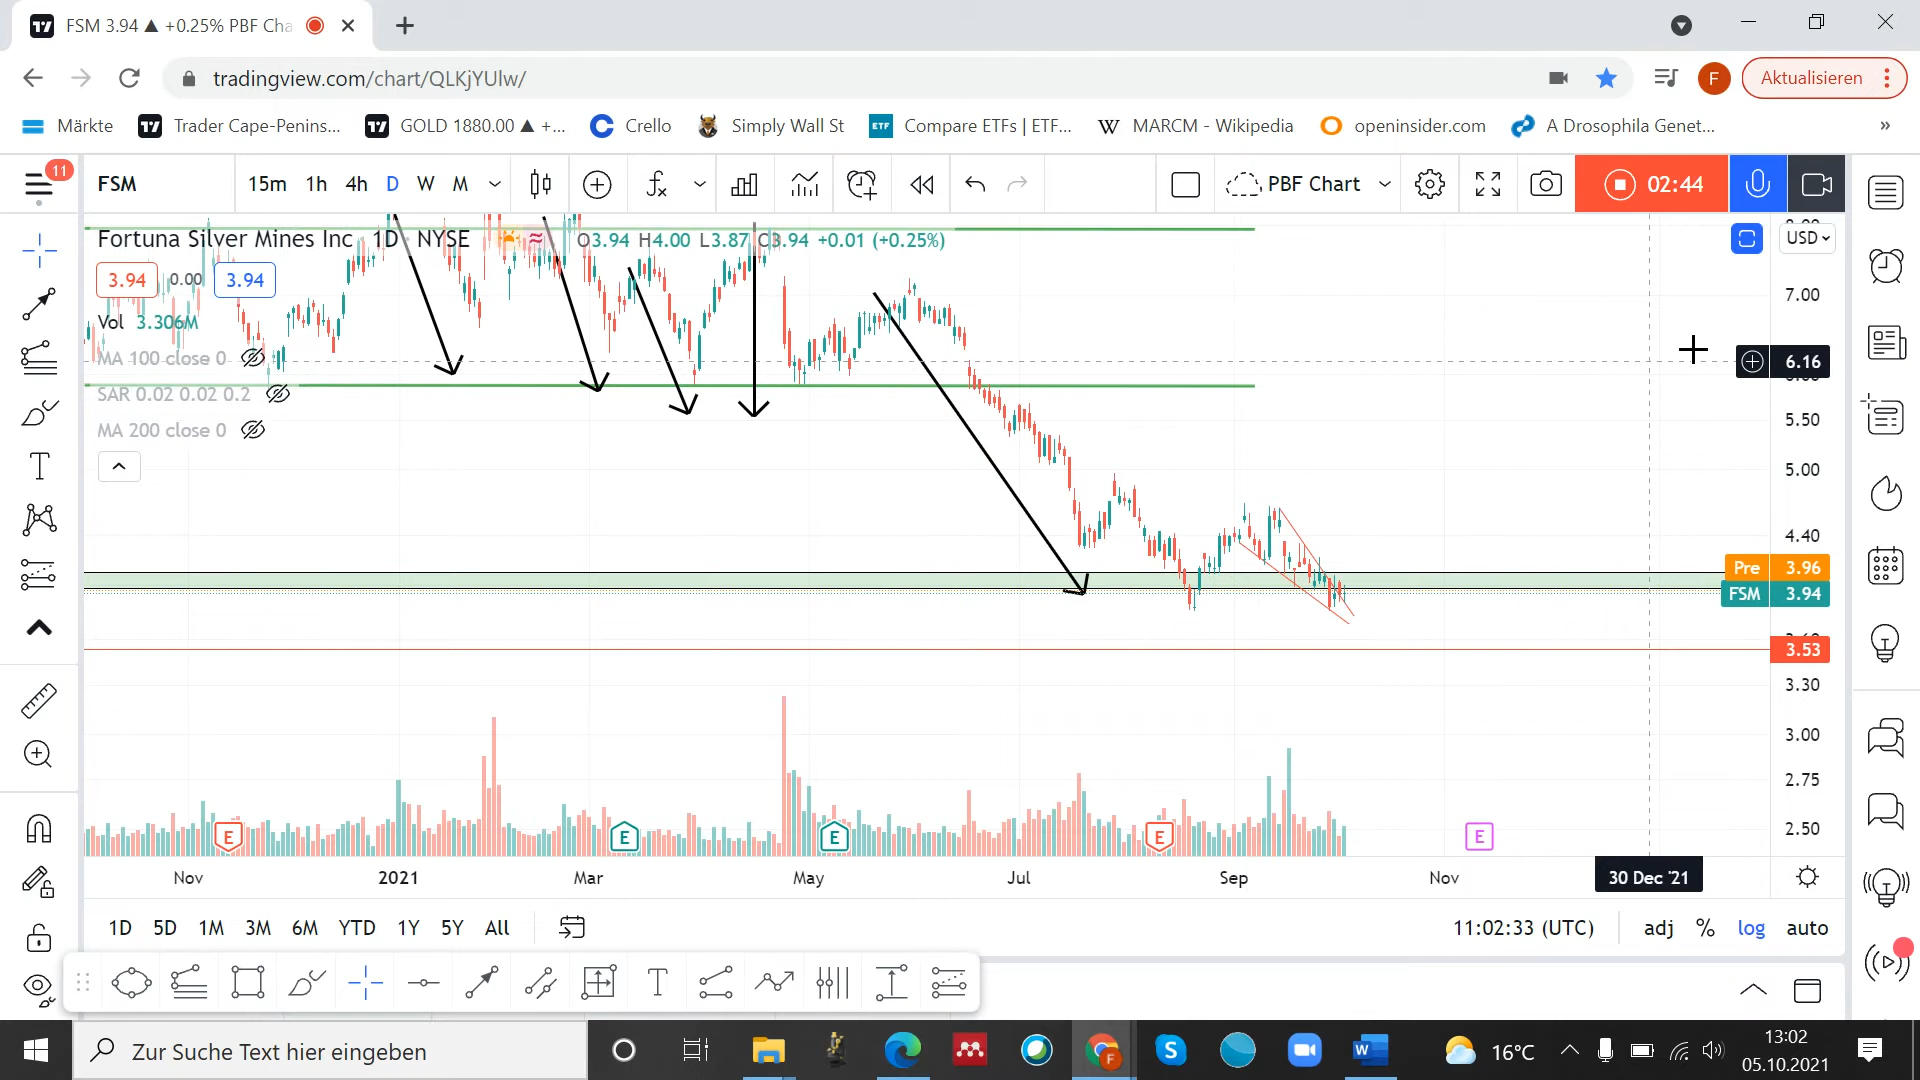 FSM 3.94 ▲ +0.25% PBF Cha
tradingview.com/chart/QLKjYUlw/
F
Aktualisieren
Märkte
Trader Cape-Penins...
GOLD 1880.00 ▲ +...
Crello
Simply Wall St
ETF
Compare ETFs | ETF...
W
MARCM - Wikipedia
openinsider.com
A Drosophila Genet...
»
11
FSM
15m 1h 4h D W M
PBF Chart
02:44
Fortuna Silver Mines Inc 1D NYSE
O3.94 H4.00 L3.87 C3.94 +0.01 (+0.25%)
USD
3.94 0.00 3.94
Vol 3.306M
MA 100 close 0
SAR 0.02 0.02 0.2
MA 200 close 0
7.00
6.16
5.50
5.00
4.40
Pre 3.96
FSM 3.94
3.53
3.30
3.00
2.75
2.50
E E E E E
Nov 2021 Mar May Jul Sep Nov 30 Dec '21
1D 5D 1M 3M 6M YTD 1Y 5Y All
11:02:33 (UTC) adj % log auto
T
Zur Suche Text hier eingeben
16°C
13:02
05.10.2021